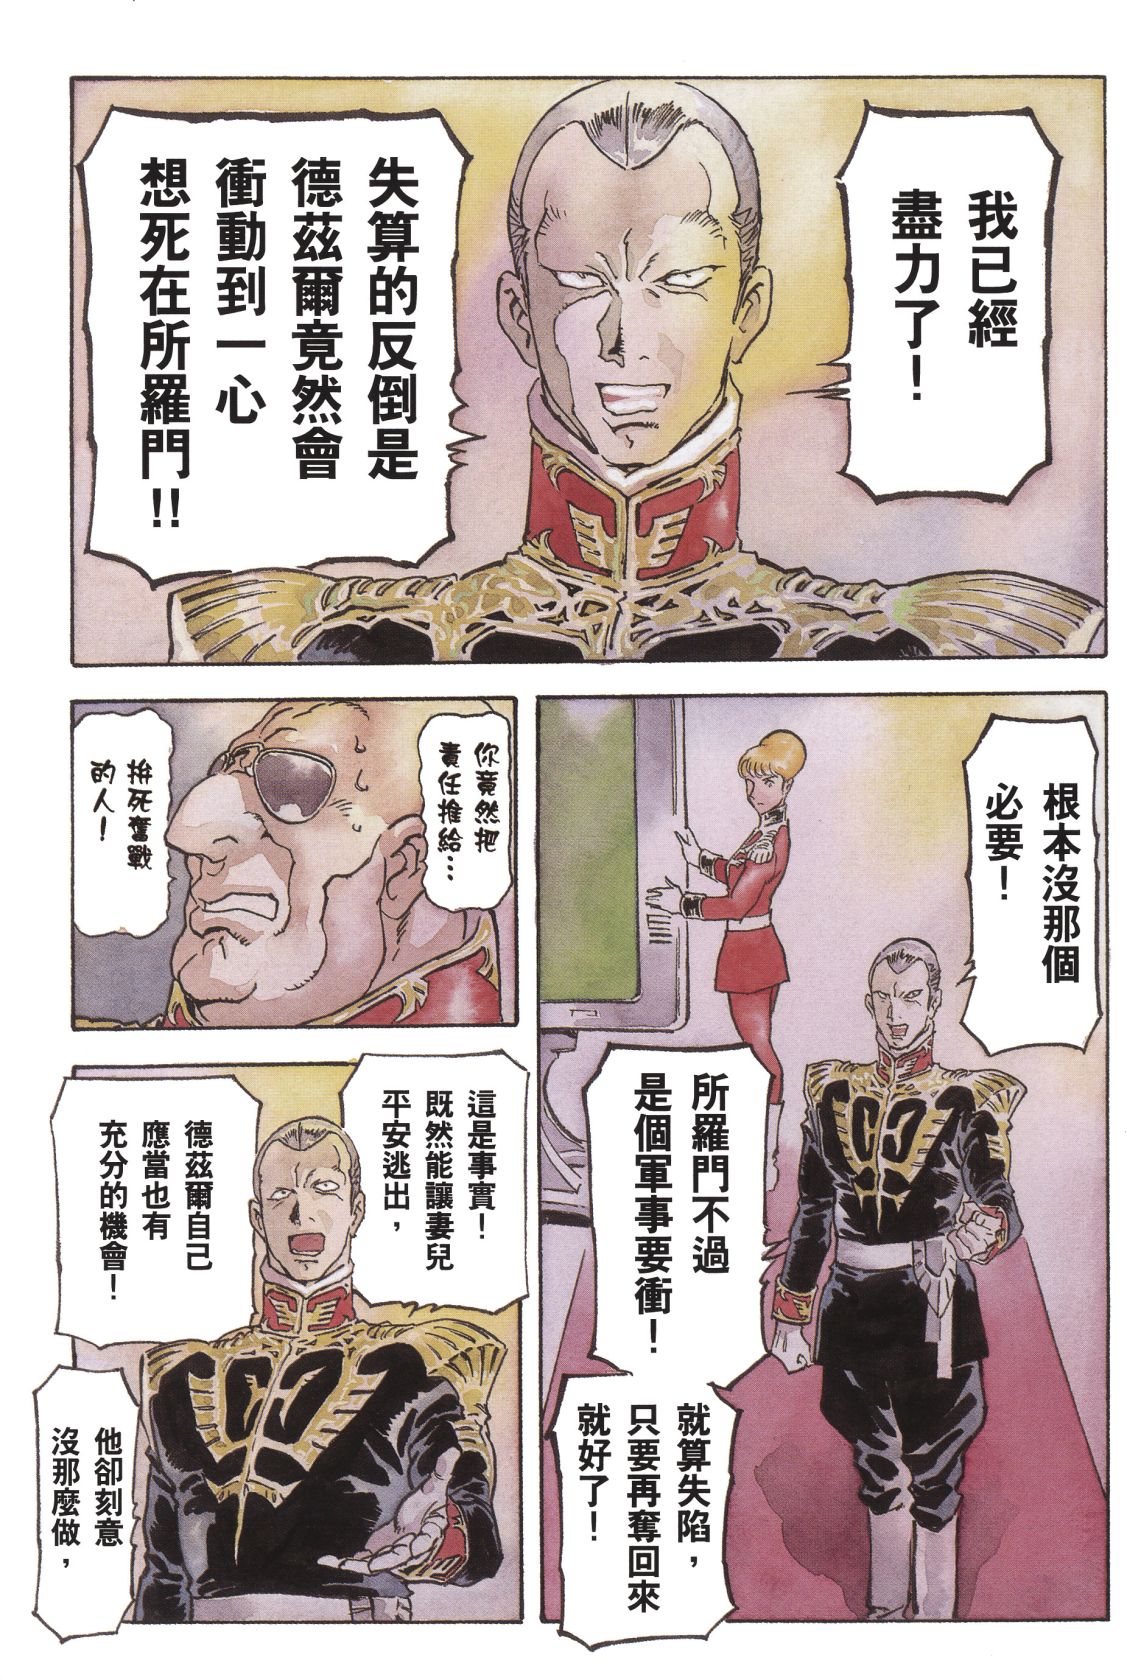 我已經
盡力了！
失算的反倒是
德茲爾竟然會
衝動到一心
想死在所羅門!!
根本沒那個
必要！
所羅門不過
是個軍事要衝！
就算失陷，
只要再奪回來
就好了！
你竟然把
責任推給…
拚死奮戰
的人！
這是事實！
既然能讓妻兒
平安逃出，
德茲爾自己
應當也有
充分的機會！
他卻刻意
沒那麼做，